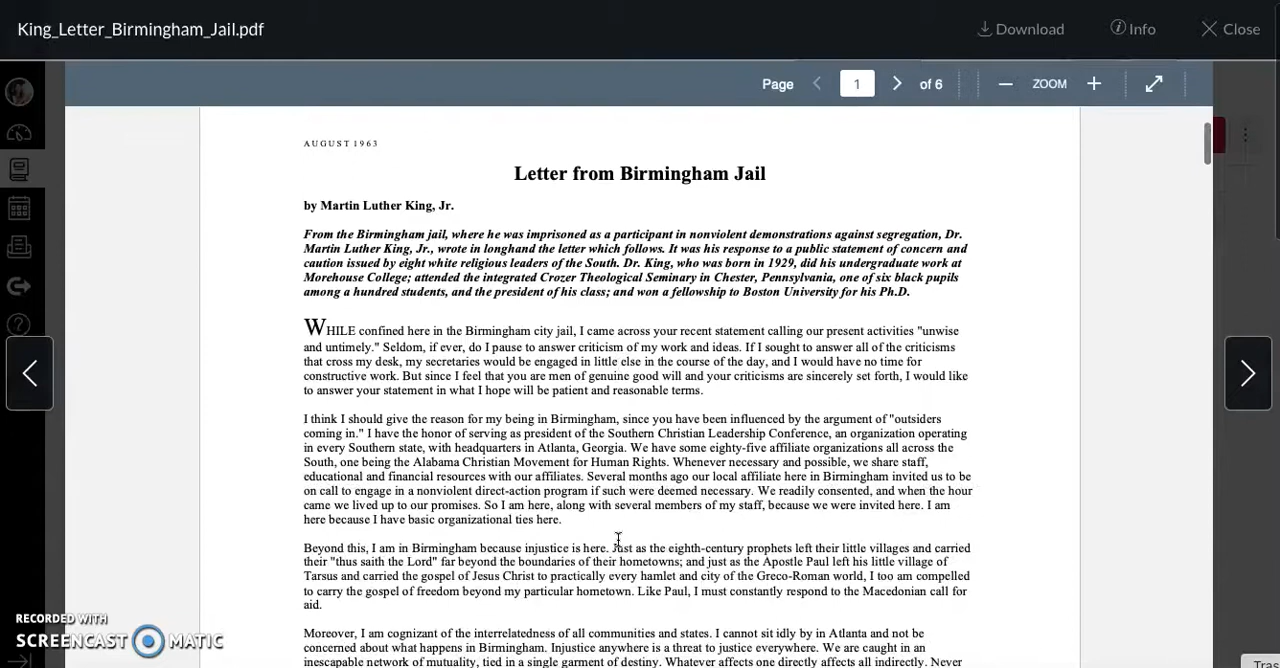 King_Letter_Birmingham_Jail.pdf
Download
Info
Close
Page
1
of 6
ZOOM
AUGUST 1963
Letter from Birmingham Jail
by Martin Luther King, Jr.
From the Birmingham jail, where he was imprisoned as a participant in nonviolent demonstrations against segregation, Dr.
Martin Luther King, Jr., wrote in longhand the letter which follows. It was his response to a public statement of concern and
caution issued by eight white religious leaders of the South. Dr. King, who was born in 1929, did his undergraduate work at
Morehouse College; attended the integrated Crozer Theological Seminary in Chester, Pennsylvania, one of six black pupils
among a hundred students, and the president of his class; and won a fellowship to Boston University for his Ph.D.
WHILE confined here in the Birmingham city jail, I came across your recent statement calling our present activities "unwise
and untimely." Seldom, if ever, do I pause to answer criticism of my work and ideas. If I sought to answer all of the criticisms
that cross my desk, my secretaries would be engaged in little else in the course of the day, and I would have no time for
constructive work. But since I feel that you are men of genuine good will and your criticisms are sincerely set forth, I would like
to answer your statement in what I hope will be patient and reasonable terms.
I think I should give the reason for my being in Birmingham, since you have been influenced by the argument of "outsiders
coming in." I have the honor of serving as president of the Southern Christian Leadership Conference, an organization operating
in every Southern state, with headquarters in Atlanta, Georgia. We have some eighty-five affiliate organizations all across the
South, one being the Alabama Christian Movement for Human Rights. Whenever necessary and possible, we share staff,
educational and financial resources with our affiliates. Several months ago our local affiliate here in Birmingham invited us to be
on call to engage in a nonviolent direct-action program if such were deemed necessary. We readily consented, and when the hour
came we lived up to our promises. So I am here, along with several members of my staff, because we were invited here. I am
here because I have basic organizational ties here.
Beyond this, I am in Birmingham because injustice is here. Just as the eighth-century prophets left their little villages and carried
their "thus saith the Lord" far beyond the boundaries of their hometowns; and just as the Apostle Paul left his little village of
Tarsus and carried the gospel of Jesus Christ to practically every hamlet and city of the Greco-Roman world, I too am compelled
to carry the gospel of freedom beyond my particular hometown. Like Paul, I must constantly respond to the Macedonian call for
aid.
Moreover, I am cognizant of the interrelatedness of all communities and states. I cannot sit idly by in Atlanta and not be
concerned about what happens in Birmingham. Injustice anywhere is a threat to justice everywhere. We are caught in an
inescapable network of mutuality, tied in a single garment of destiny. Whatever affects one directly affects all indirectly. Never
RECORDED WITH
SCREENCAST MATIC
Tras